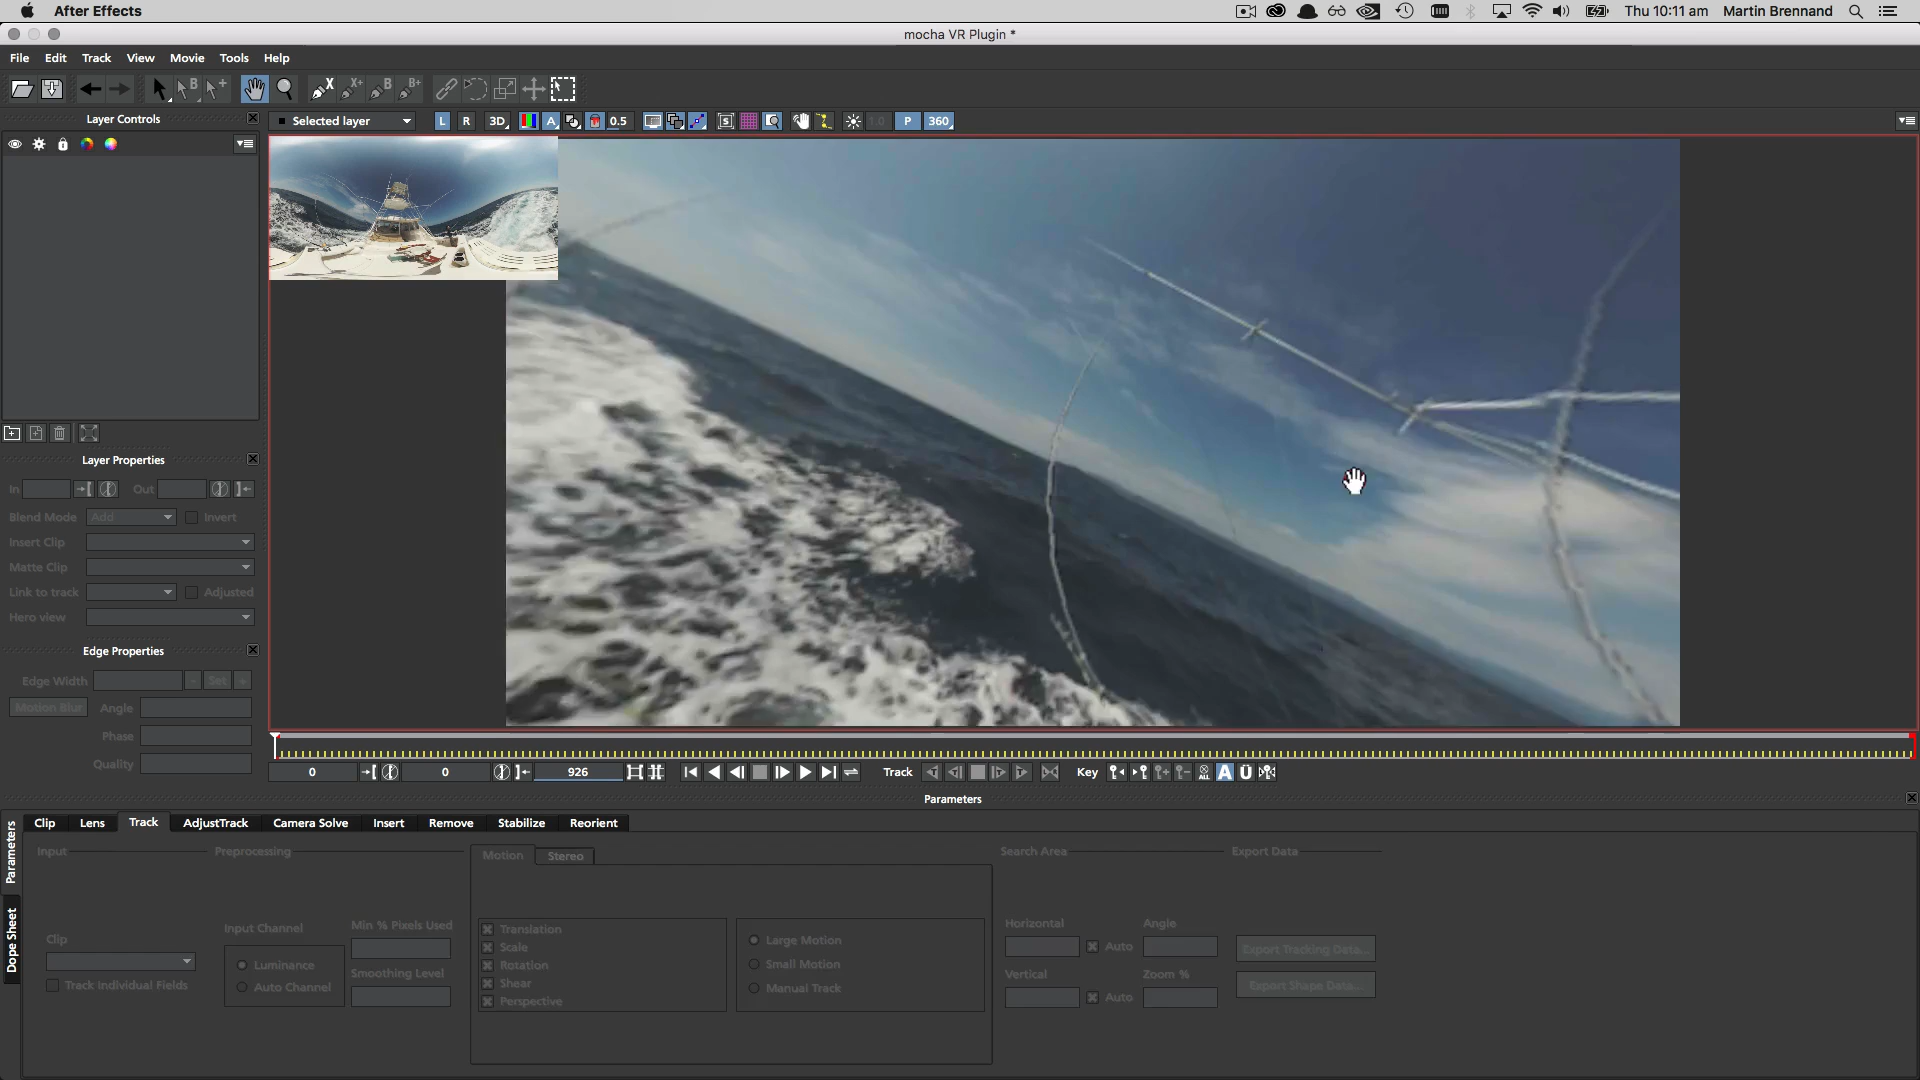 After Effects
Thu 10:11 am Martin Brennand
mocha VR Plugin *
File Edit Track View Movie Tools Help
Layer Controls
Selected layer L R 3D A 0.5 S 1.0 P 360
Layer Properties
In Out
Blend Mode Add Invert
Insert Clip
Matte Clip
Link to track Adjusted
Hero view
Edge Properties
Edge Width - Set +
Motion Blur Angle
Phase
Quality
0 0 926 Track Key ALL A Ü
Parameters
Parameters
Dope Sheet
Clip Lens Track AdjustTrack Camera Solve Insert Remove Stabilize Reorient
Input Preprocessing Motion Stereo Search Area Export Data
Clip
Track Individual Fields
Input Channel
Luminance
Auto Channel
Min % Pixels Used
Smoothing Level
Translation
Scale
Rotation
Shear
Perspective
Large Motion
Small Motion
Manual Track
Horizontal Angle
Auto
Vertical Zoom %
Auto
Export Tracking Data...
Export Shape Data...